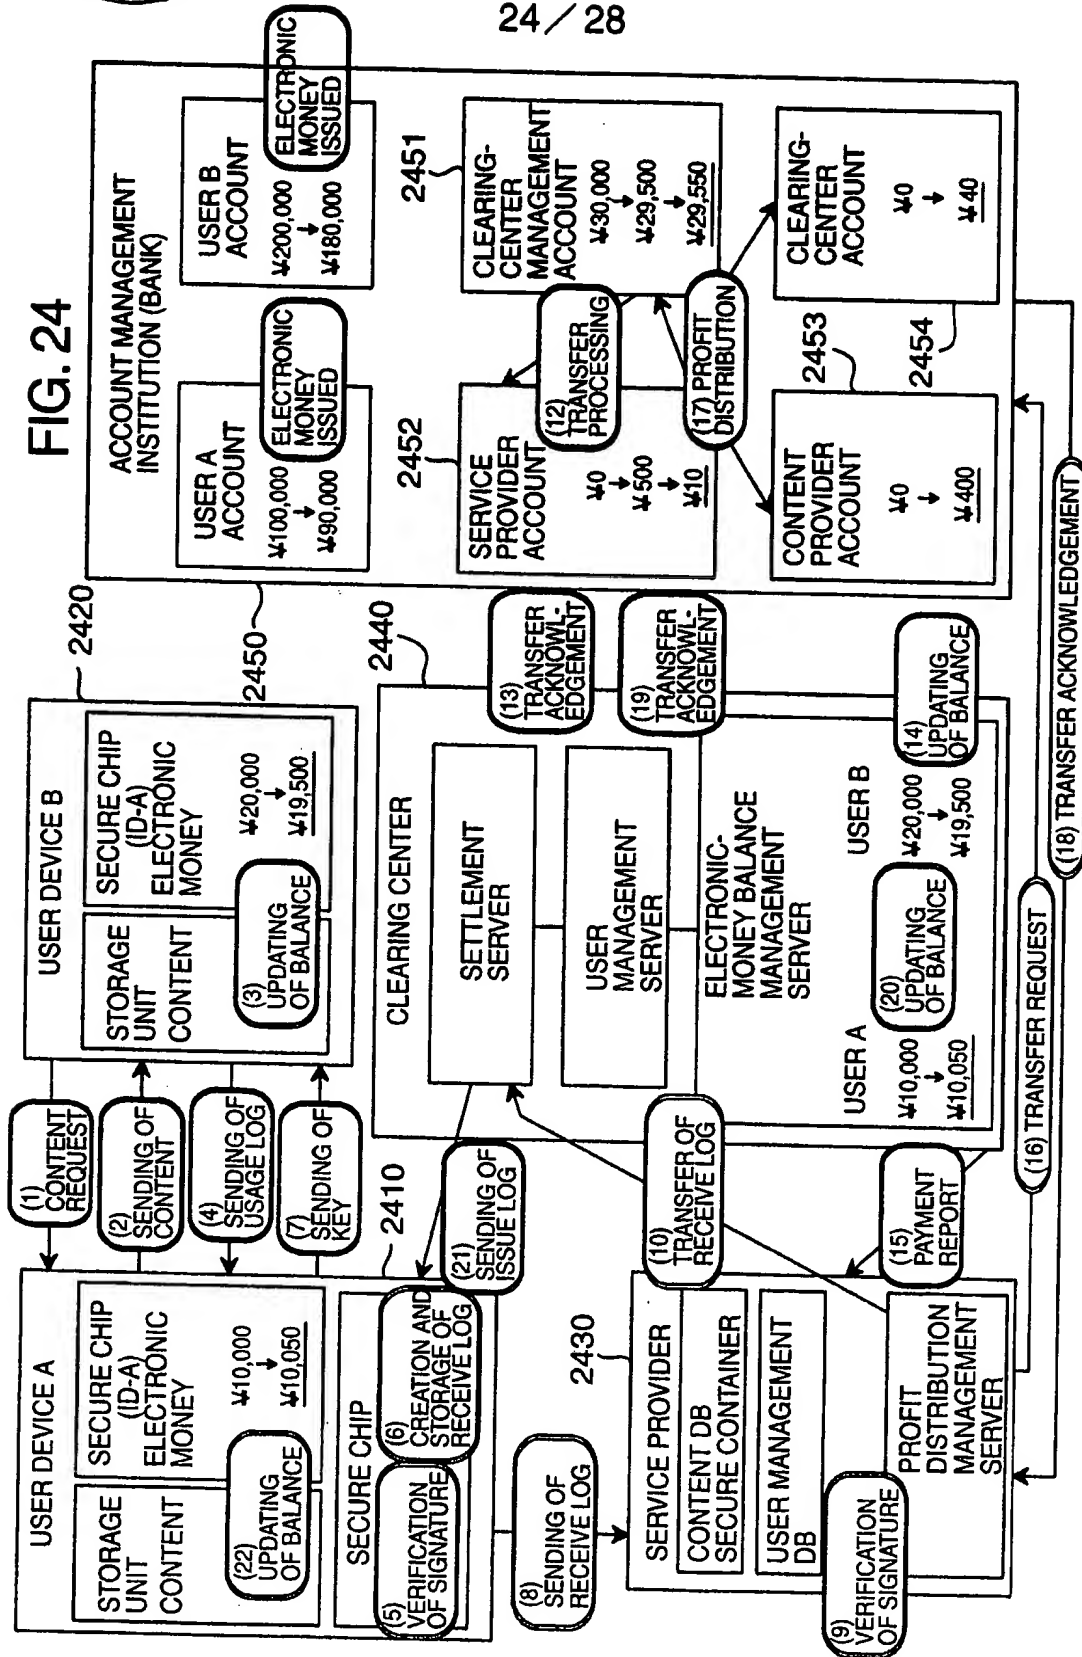 24/28
FIG. 24
USER DEVICE A
STORAGE
UNIT
CONTENT
SECURE CHIP
(ID-A)
ELECTRONIC
MONEY
¥10,000
↓
¥10,050
(22)
UPDATING
OF BALANCE
SECURE CHIP
(5)
VERIFICATION
OF SIGNATURE
(6)
CREATION AND
STORAGE OF
RECEIVE LOG
2410
(1)
CONTENT
REQUEST
(2)
SENDING OF
CONTENT
(4)
SENDING OF
USAGE LOG
(7)
SENDING OF
KEY
USER DEVICE B
STORAGE
UNIT
CONTENT
SECURE CHIP
(ID-A)
ELECTRONIC
MONEY
¥20,000
↓
¥19,500
(3)
UPDATING
OF BALANCE
2420
2450
ACCOUNT MANAGEMENT
INSTITUTION (BANK)
USER A
ACCOUNT
¥100,000
↓
¥90,000
ELECTRONIC
MONEY
ISSUED
USER B
ACCOUNT
¥200,000
↓
¥180,000
ELECTRONIC
MONEY
ISSUED
2452
SERVICE
PROVIDER
ACCOUNT
¥0
↓
¥500
↓
¥10
(12)
TRANSFER
PROCESSING
2451
CLEARING-
CENTER
MANAGEMENT
ACCOUNT
¥30,000
↓
¥29,500
↓
¥29,550
(17) PROFIT
DISTRIBUTION
2453
CONTENT
PROVIDER
ACCOUNT
¥0
↓
¥400
2454
CLEARING-
CENTER
ACCOUNT
¥0
↓
¥40
2440
CLEARING CENTER
SETTLEMENT
SERVER
USER
MANAGEMENT
SERVER
ELECTRONIC-
MONEY BALANCE
MANAGEMENT
SERVER
USER A
¥10,000
↓
¥10,050
(20)
UPDATING
OF BALANCE
USER B
¥20,000
↓
¥19,500
(14)
UPDATING
OF BALANCE
(13)
TRANSFER
ACKNOWL-
EDGEMENT
(19)
TRANSFER
ACKNOWL-
EDGEMENT
(21)
SENDING OF
ISSUE LOG
(10)
TRANSFER OF
RECEIVE LOG
(15)
PAYMENT
REPORT
(8)
SENDING OF
RECEIVE LOG
2430
SERVICE PROVIDER
CONTENT DB
SECURE CONTAINER
USER MANAGEMENT
DB
(9)
VERIFICATION
OF SIGNATURE
PROFIT
DISTRIBUTION
MANAGEMENT
SERVER
(16) TRANSFER REQUEST
(18) TRANSFER ACKNOWLEDGEMENT